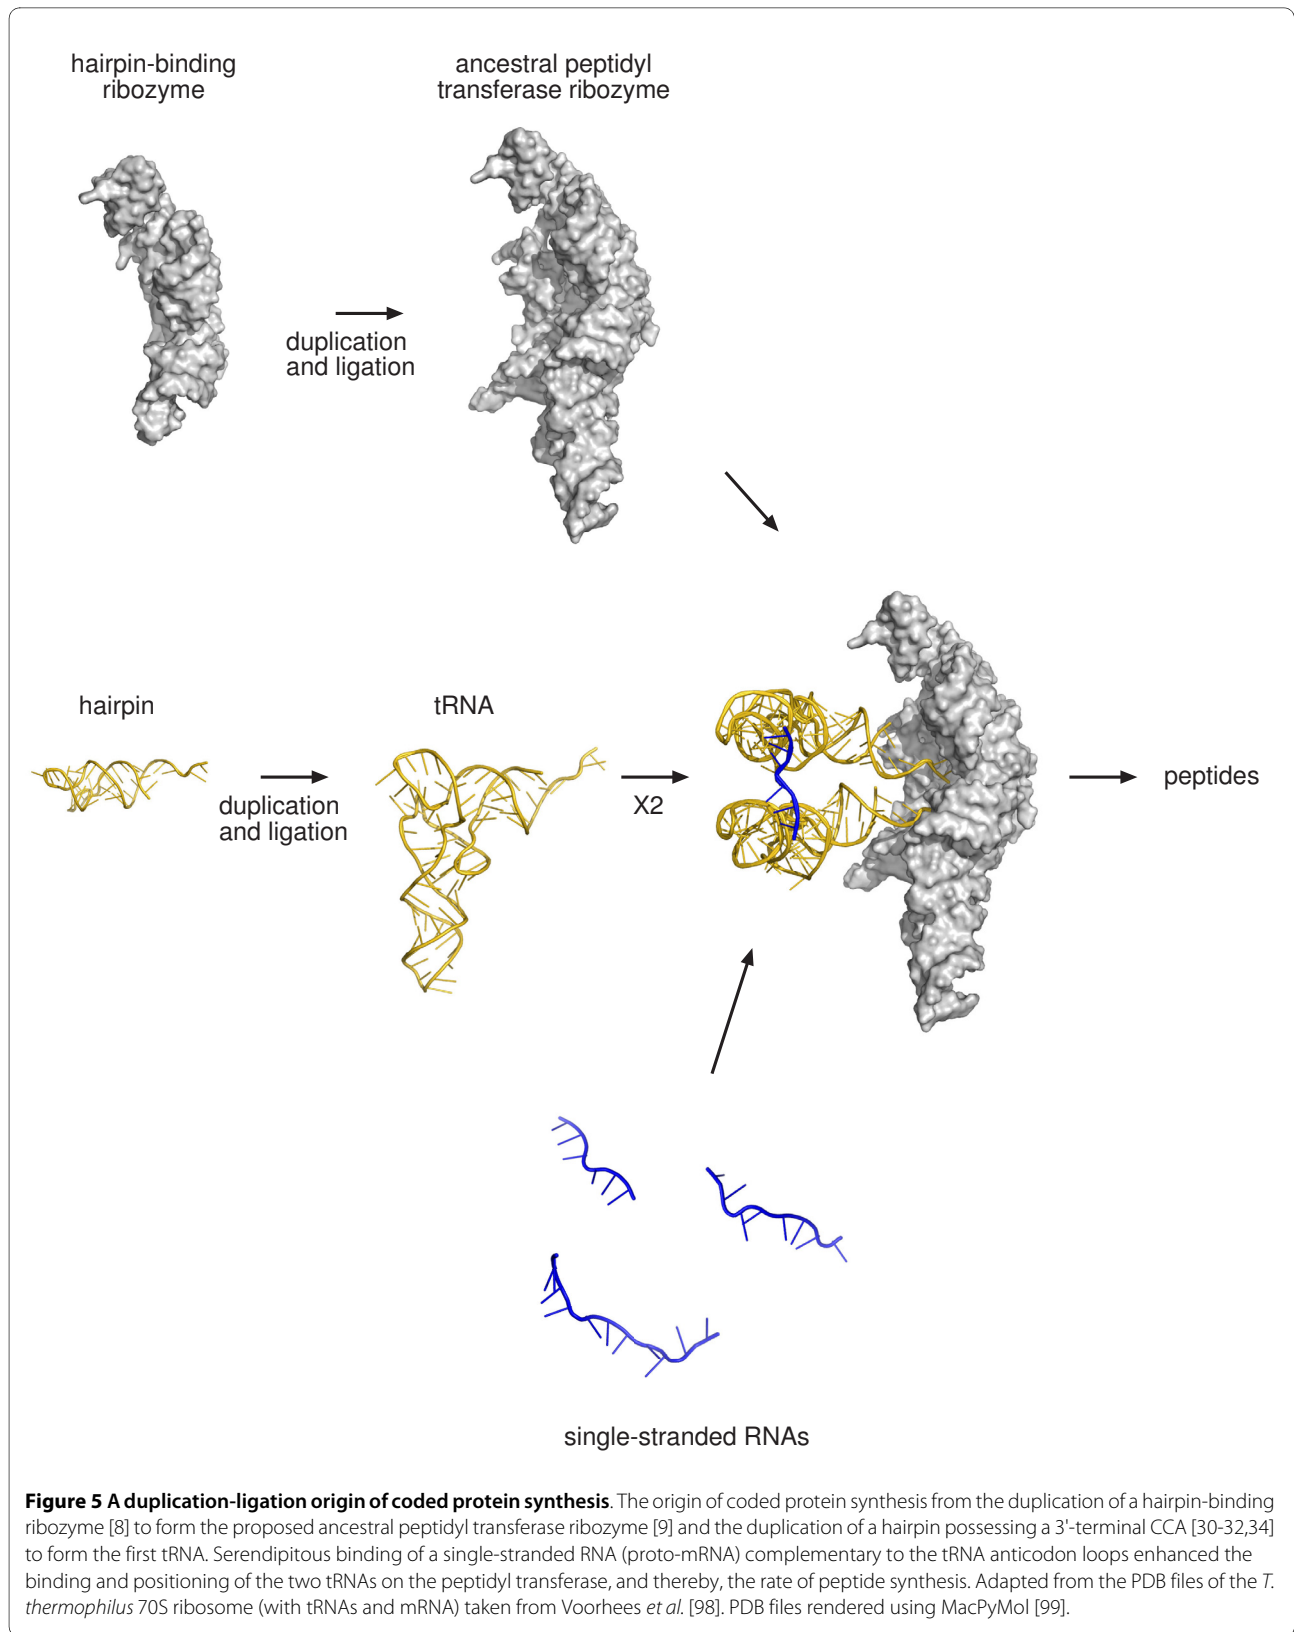 hairpin-binding
ribozyme
ancestral peptidyl
transferase ribozyme
duplication
and ligation
hairpin
tRNA
duplication
and ligation
X2
peptides
single-stranded RNAs
Figure 5 A duplication-ligation origin of coded protein synthesis. The origin of coded protein synthesis from the duplication of a hairpin-binding
ribozyme [8] to form the proposed ancestral peptidyl transferase ribozyme [9] and the duplication of a hairpin possessing a 3'-terminal CCA [30-32,34]
to form the first tRNA. Serendipitous binding of a single-stranded RNA (proto-mRNA) complementary to the tRNA anticodon loops enhanced the
binding and positioning of the two tRNAs on the peptidyl transferase, and thereby, the rate of peptide synthesis. Adapted from the PDB files of the T.
thermophilus 70S ribosome (with tRNAs and mRNA) taken from Voorhees et al. [98]. PDB files rendered using MacPyMol [99].